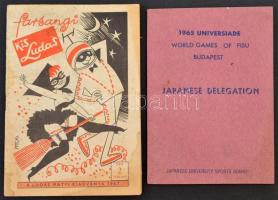 farsangi
Kis
Ludas
A LUDAS MATYI KIADVÁNYA 1967
1965 UNIVERSIADE
WORLD GAMES OF FISU
BUDAPEST
JAPANESE DELEGATION
JAPANESE UNIVERSITY SPORTS BOARD